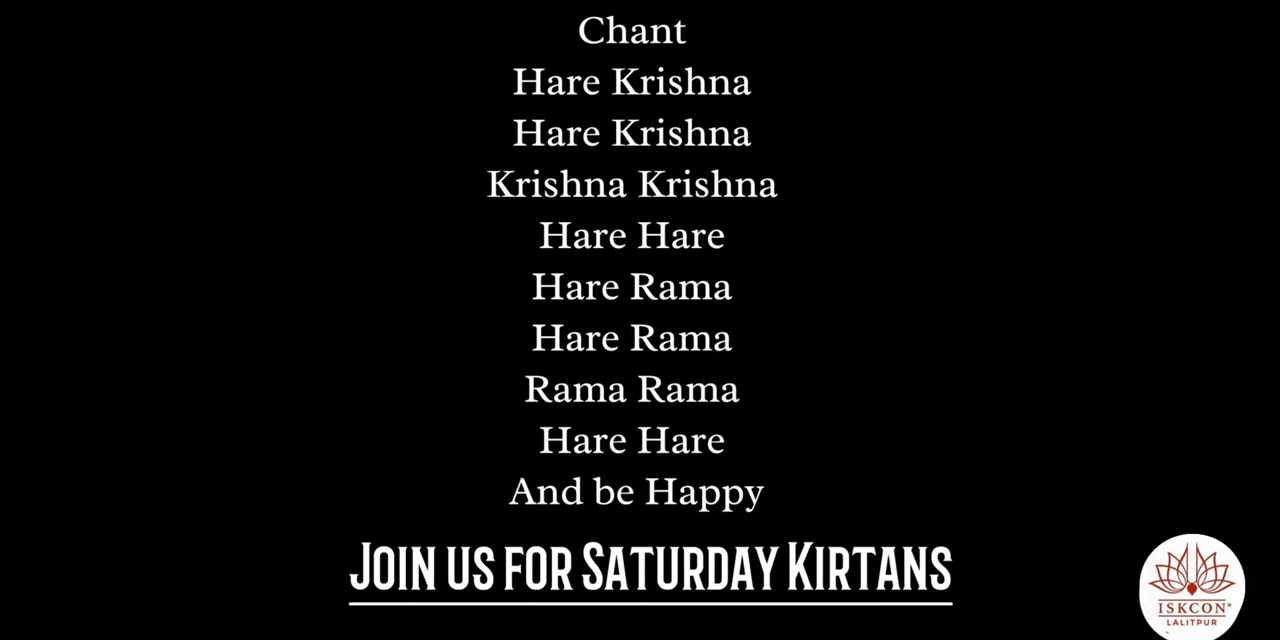 Chant
Hare Krishna
Hare Krishna
Krishna Krishna
Hare Hare
Hare Rama
Hare Rama
Rama Rama
Hare Hare
And be Happy
JOIN US FOR SATURDAY KIRTANS
ISKCON®
LALITPUR